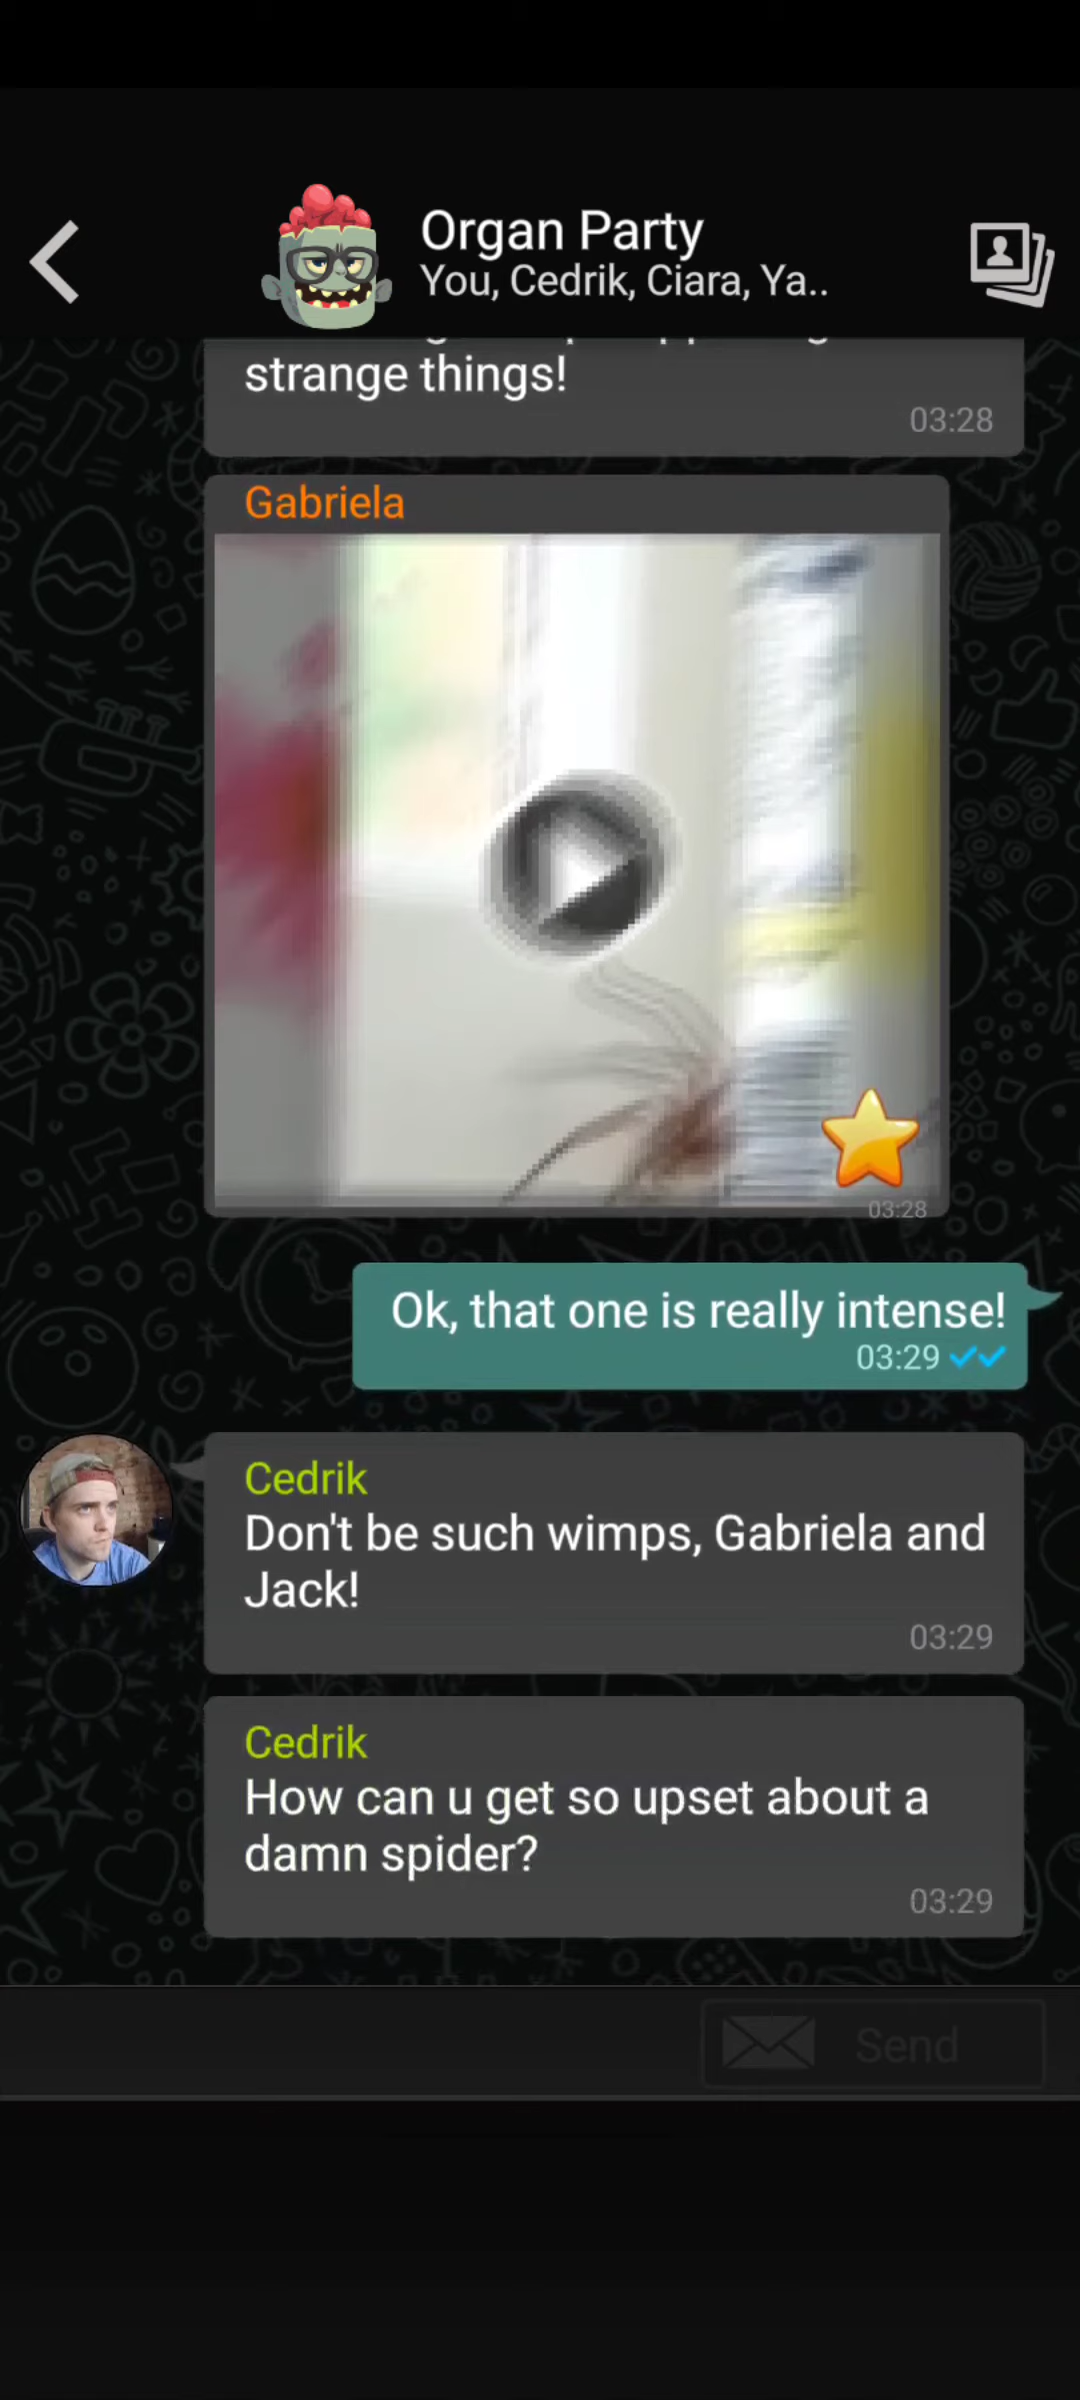 Organ Party
You, Cedrik, Ciara, Ya..
strange things!
03:28
Gabriela
03:28
Ok, that one is really intense!
03:29
Cedrik
Don't be such wimps, Gabriela and
Jack!
03:29
Cedrik
How can u get so upset about a
damn spider?
03:29
Send